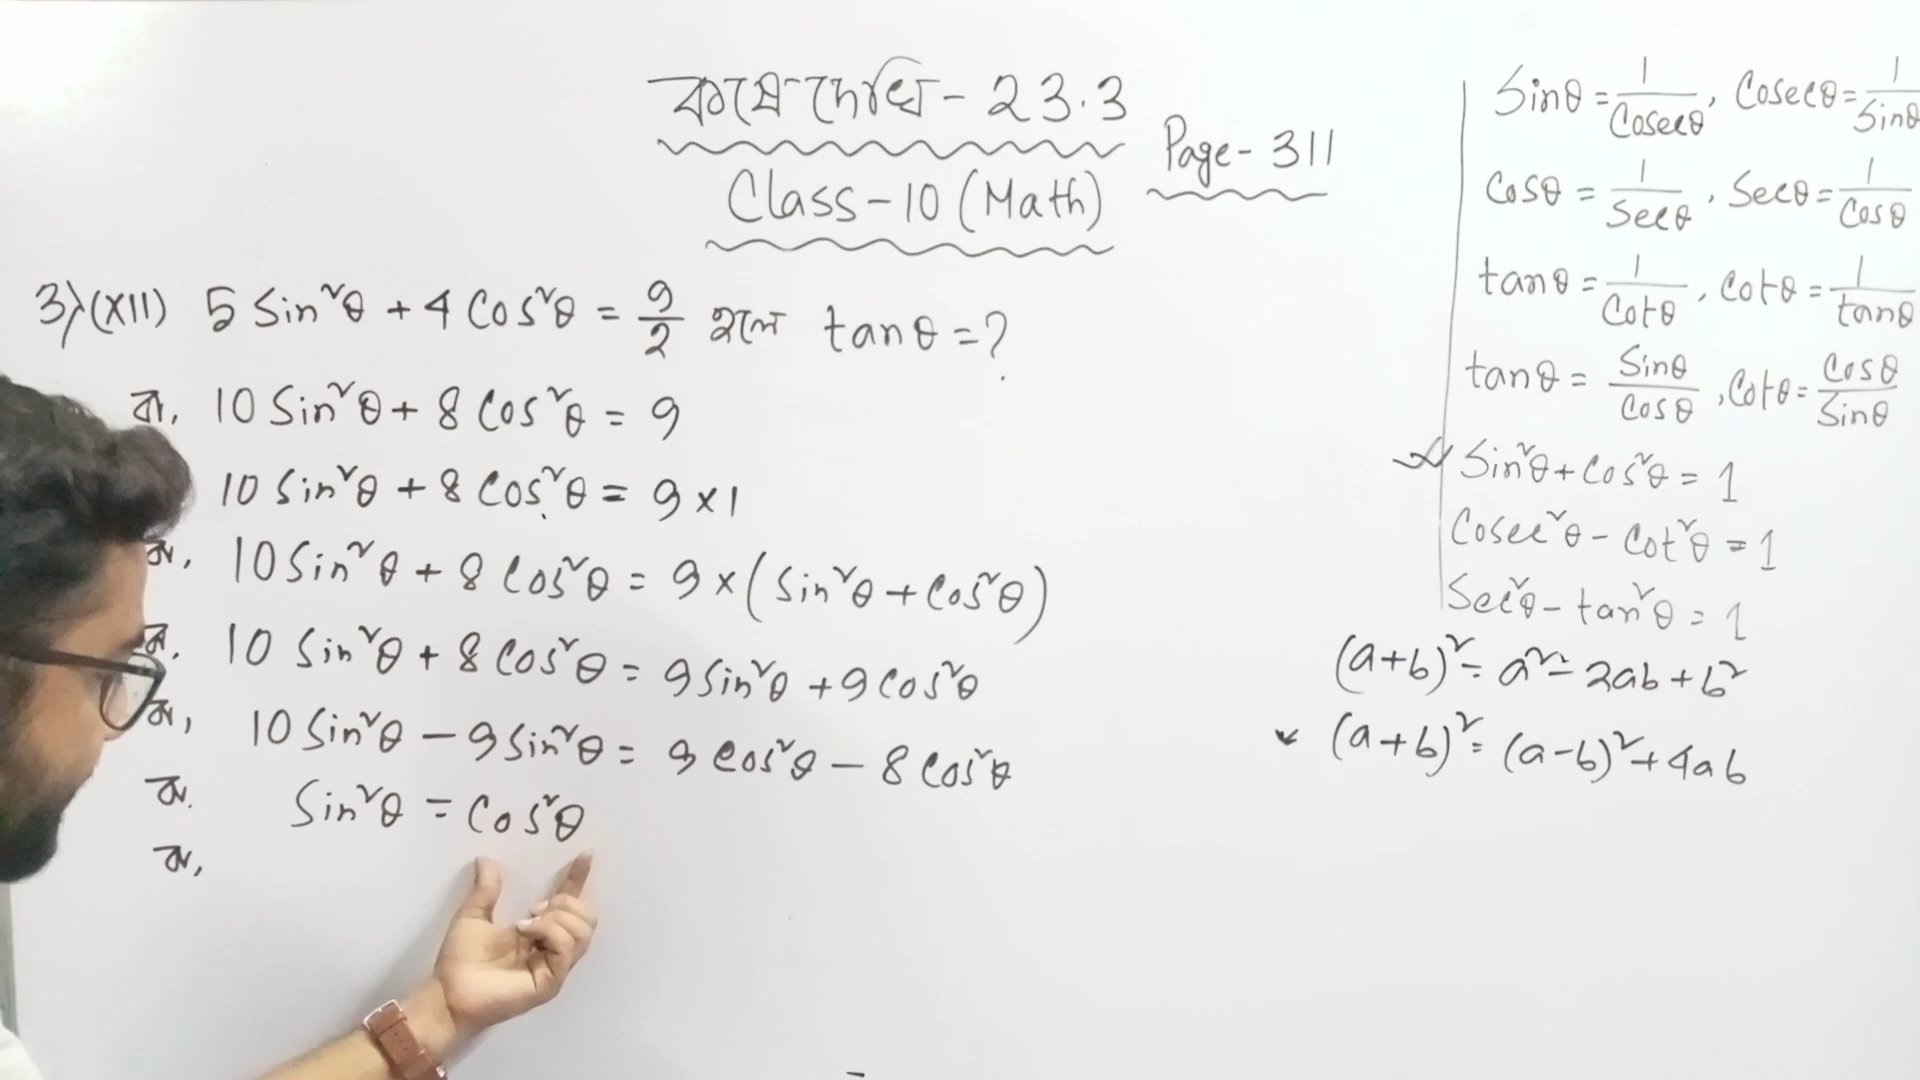 কষে দেখি - 23.3
Class-10 (Math)
Page-311
3) (XII) 5 Sin²θ + 4 Cos²θ = 9/2 হলে tan θ = ?
বা, 10 Sin²θ + 8 Cos²θ = 9
10 Sin²θ + 8 Cos²θ = 9 × 1
বা, 10 Sin²θ + 8 Cos²θ = 9 × (Sin²θ + Cos²θ)
বা, 10 Sin²θ + 8 Cos²θ = 9 Sin²θ + 9 Cos²θ
বা, 10 Sin²θ - 9 Sin²θ = 9 Cos²θ - 8 Cos²θ
বা, Sin²θ = Cos²θ
বা,
Sinθ = 1/Cosecθ, Cosecθ = 1/Sinθ
Cosθ = 1/Secθ, Secθ = 1/Cosθ
tanθ = 1/Cotθ, Cotθ = 1/tanθ
tanθ = Sinθ/Cosθ, Cotθ = Cosθ/Sinθ
Sin²θ + Cos²θ = 1
Cosec²θ - Cot²θ = 1
Sec²θ - tan²θ = 1
(a+b)² = a² - 2ab + b²
(a+b)² = (a-b)² + 4ab